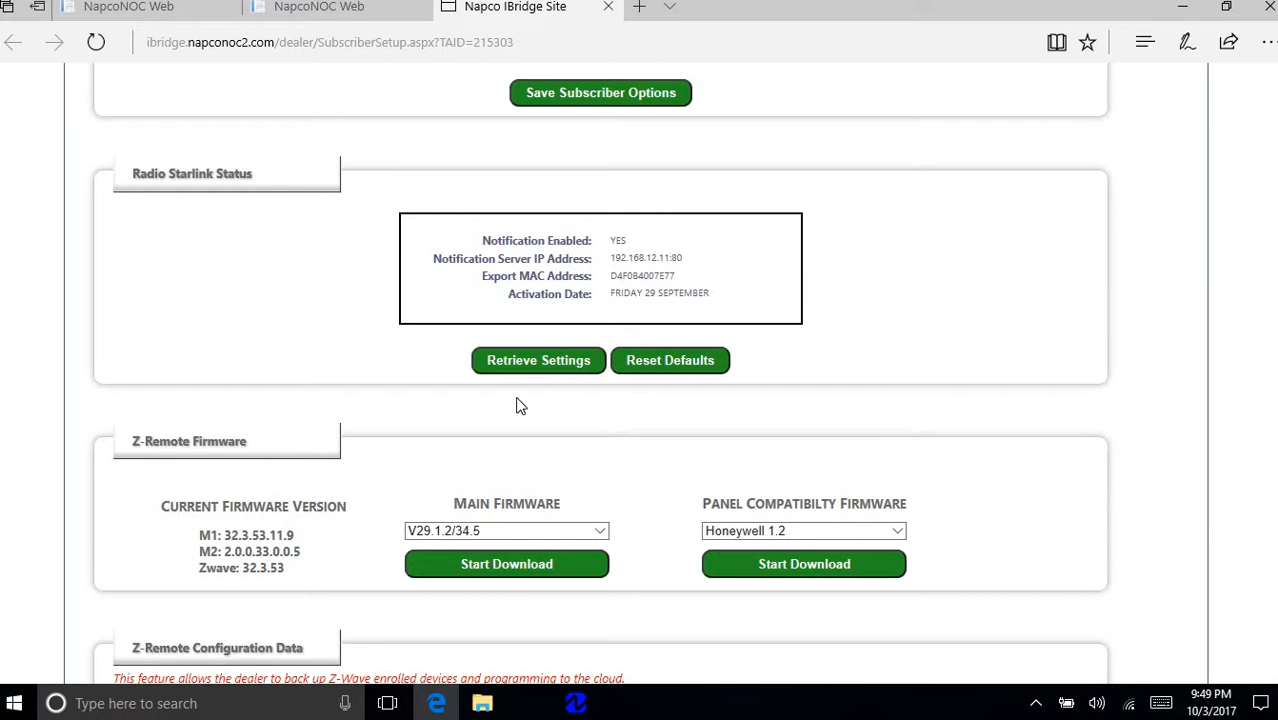 NapcoNOC Web
NapcoNOC Web
Napco IBridge Site
ibridge.napconoc2.com/dealer/SubscriberSetup.aspx?TAID=215303
Save Subscriber Options
Radio Starlink Status
Notification Enabled: YES
Notification Server IP Address: 192.168.12.11:80
Export MAC Address: D4F0B4007E77
Activation Date: FRIDAY 29 SEPTEMBER
Retrieve Settings Reset Defaults
Z-Remote Firmware
CURRENT FIRMWARE VERSION
M1: 32.3.53.11.9
M2: 2.0.0.33.0.0.5
Zwave: 32.3.53
MAIN FIRMWARE
V29.1.2/34.5
Start Download
PANEL COMPATIBILTY FIRMWARE
Honeywell 1.2
Start Download
Z-Remote Configuration Data
This feature allows the dealer to back up Z-Wave enrolled devices and programming to the cloud.
Type here to search
9:49 PM
10/3/2017